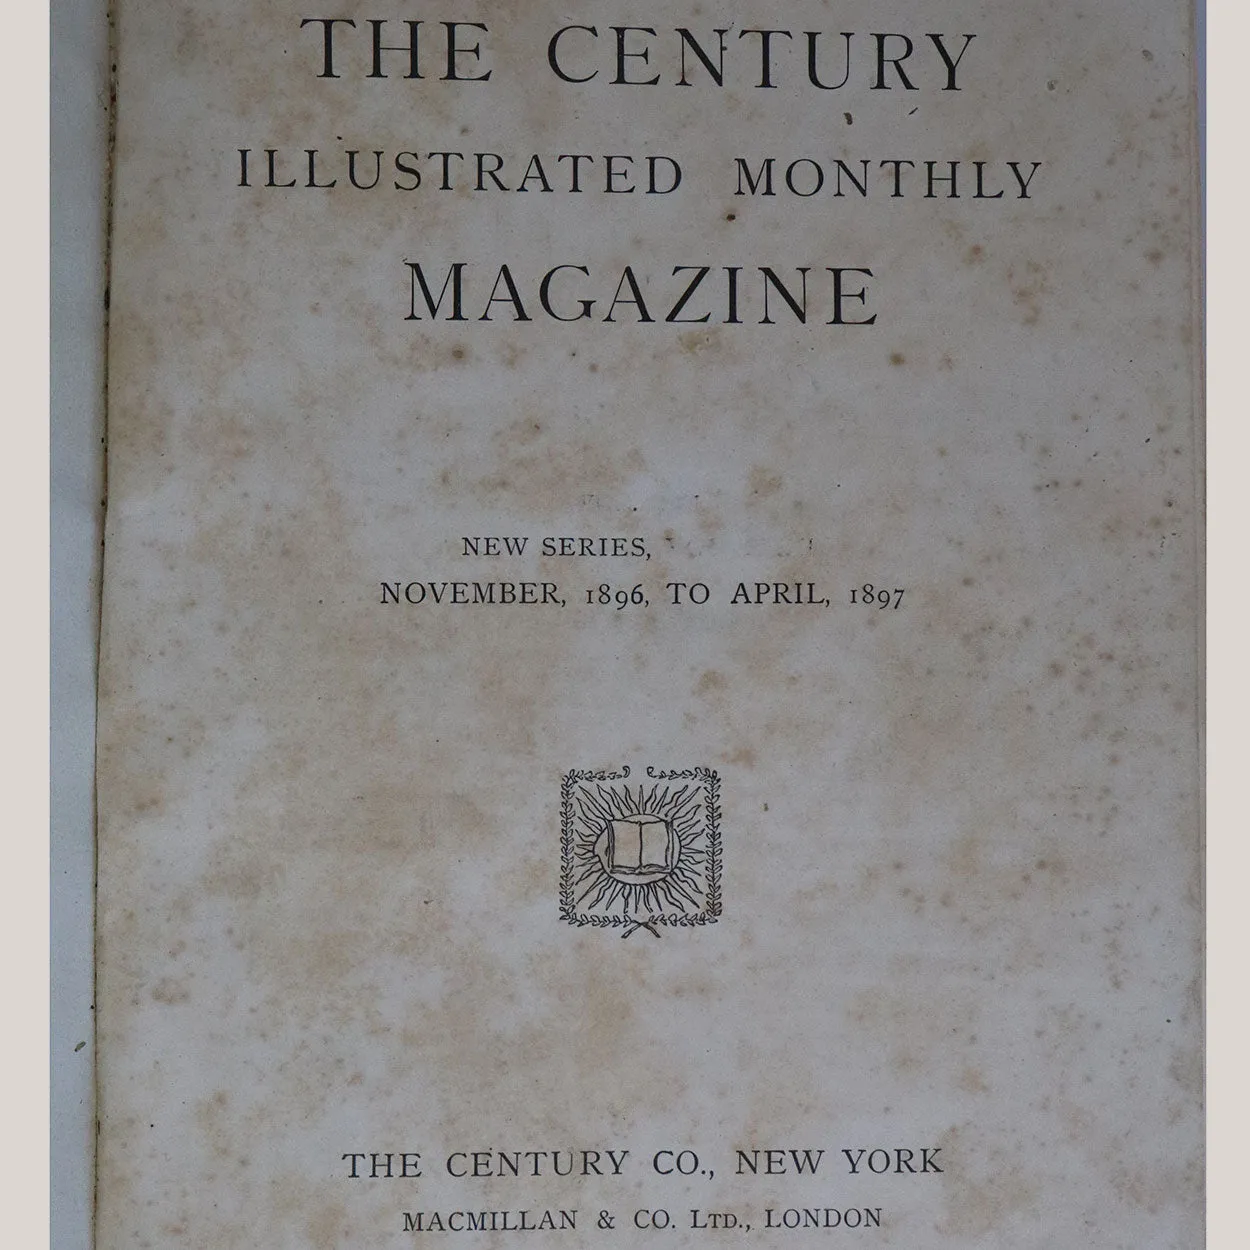 THE CENTURY
ILLUSTRATED MONTHLY
MAGAZINE
NEW SERIES,
NOVEMBER, 1896, TO APRIL, 1897
THE CENTURY CO., NEW YORK
MACMILLAN & CO. LTD., LONDON